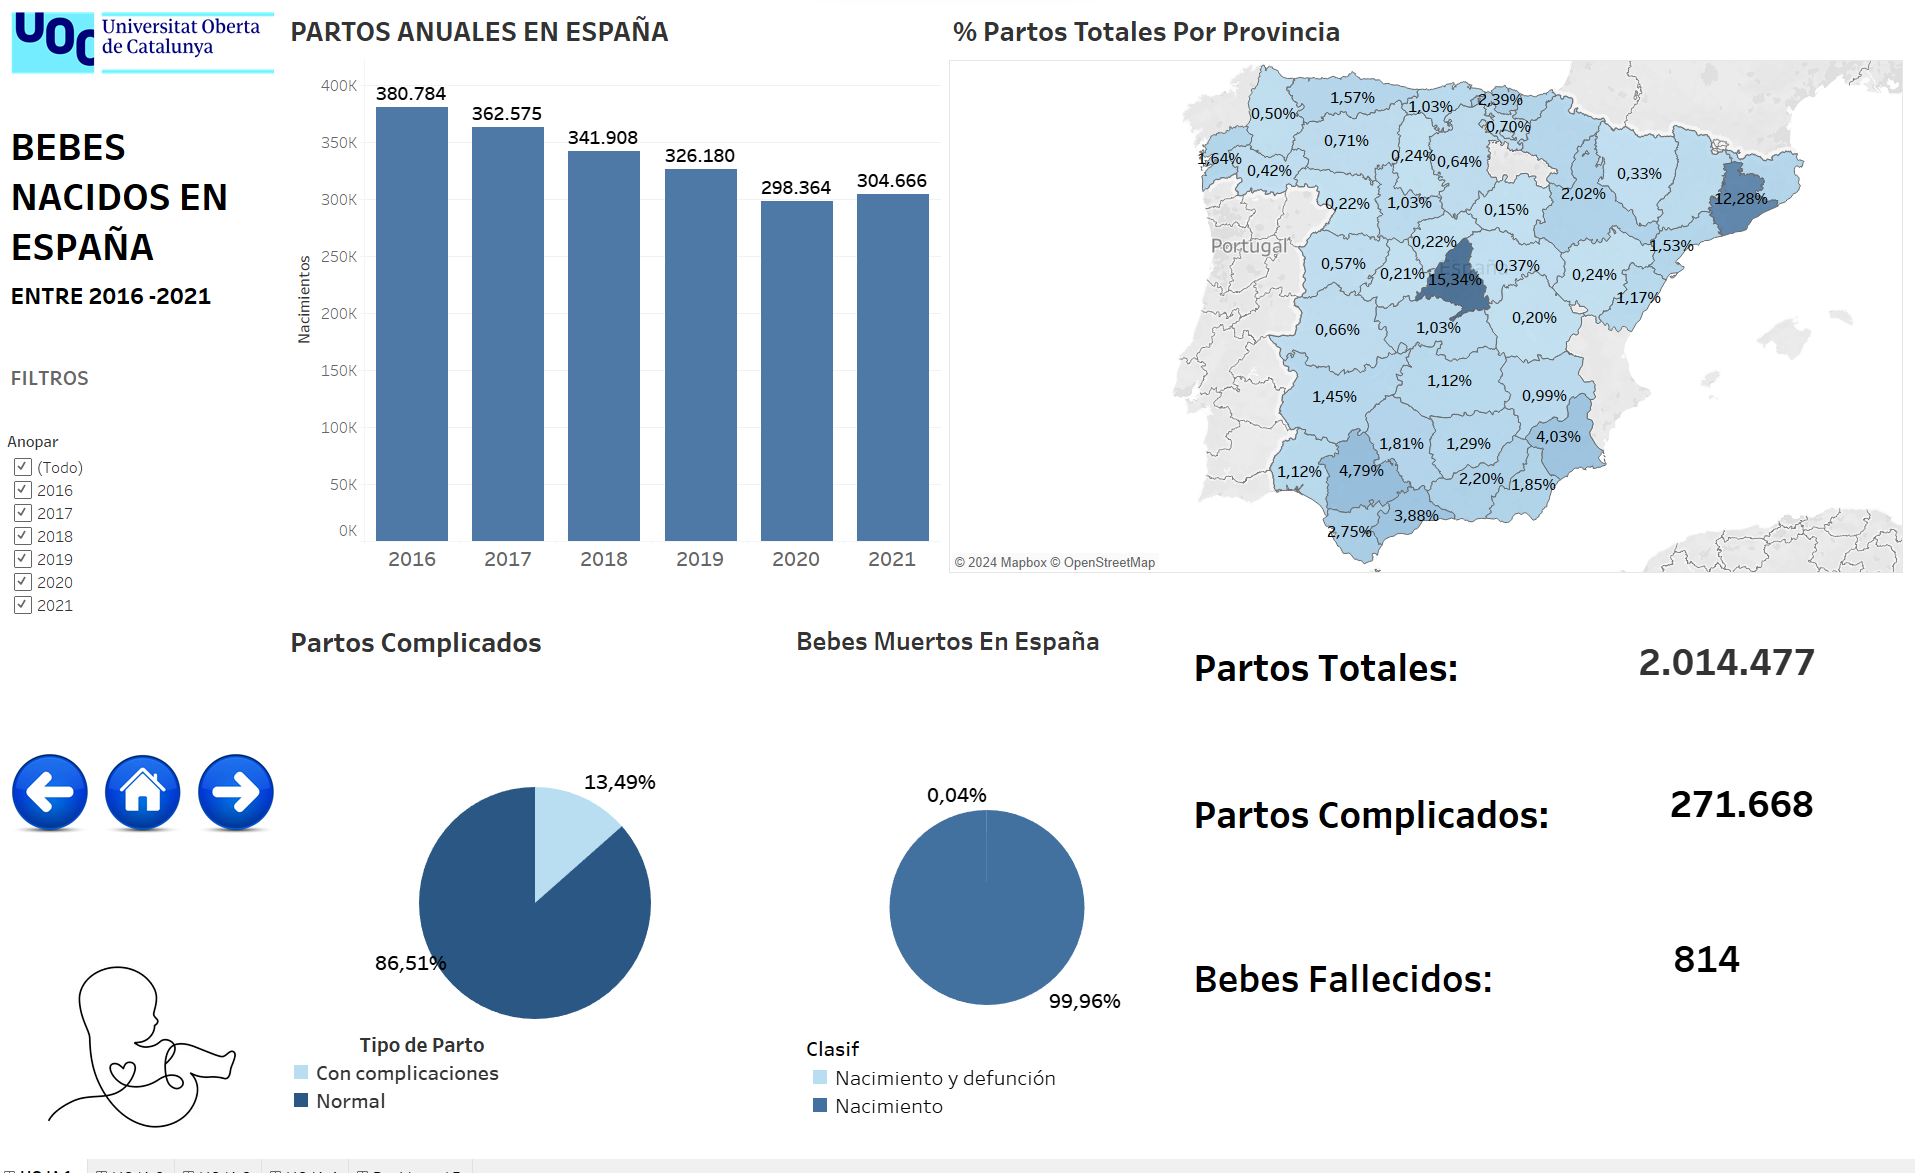 UOC
Universitat Oberta
de Catalunya
BEBES
NACIDOS EN
ESPAÑA
ENTRE 2016 -2021
FILTROS
Anopar
(Todo)
2016
2017
2018
2019
2020
2021
PARTOS ANUALES EN ESPAÑA
Nacimientos
400K
350K
300K
250K
200K
150K
100K
50K
0K
380.784
362.575
341.908
326.180
298.364
304.666
2016
2017
2018
2019
2020
2021
% Partos Totales Por Provincia
0,50%
1,57%
1,03%
2,39%
0,70%
1,64%
0,42%
0,71%
0,24%
0,64%
0,33%
2,02%
12,28%
0,22%
1,03%
0,15%
1,53%
Portugal
España
0,22%
0,57%
0,21%
15,34%
0,37%
0,24%
1,17%
0,66%
1,03%
0,20%
1,45%
1,12%
0,99%
4,03%
1,81%
1,29%
1,12%
4,79%
2,20%
1,85%
3,88%
2,75%
© 2024 Mapbox © OpenStreetMap
Partos Complicados
13,49%
86,51%
Tipo de Parto
Con complicaciones
Normal
Bebes Muertos En España
0,04%
99,96%
Clasif
Nacimiento y defunción
Nacimiento
Partos Totales:
2.014.477
Partos Complicados:
271.668
Bebes Fallecidos:
814